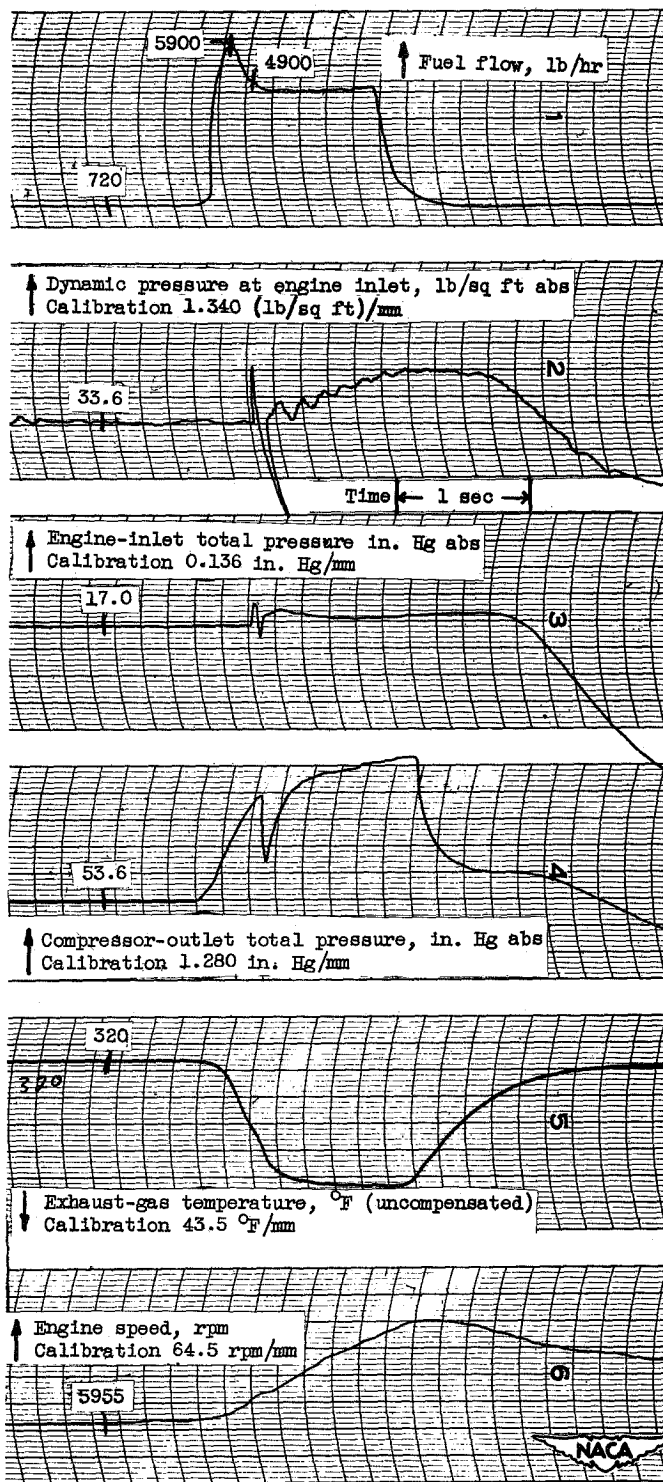 5900
4900
Fuel flow, lb/hr
1
720
Dynamic pressure at engine inlet, lb/sq ft abs
Calibration 1.340 (lb/sq ft)/mm
2
33.6
Time 1 sec
Engine-inlet total pressure in. Hg abs
Calibration 0.136 in. Hg/mm
17.0
3
53.6
4
Compressor-outlet total pressure, in. Hg abs
Calibration 1.280 in. Hg/mm
320
320
5
Exhaust-gas temperature, °F (uncompensated)
Calibration 43.5 °F/mm
Engine speed, rpm
Calibration 64.5 rpm/mm
6
5955
NACA